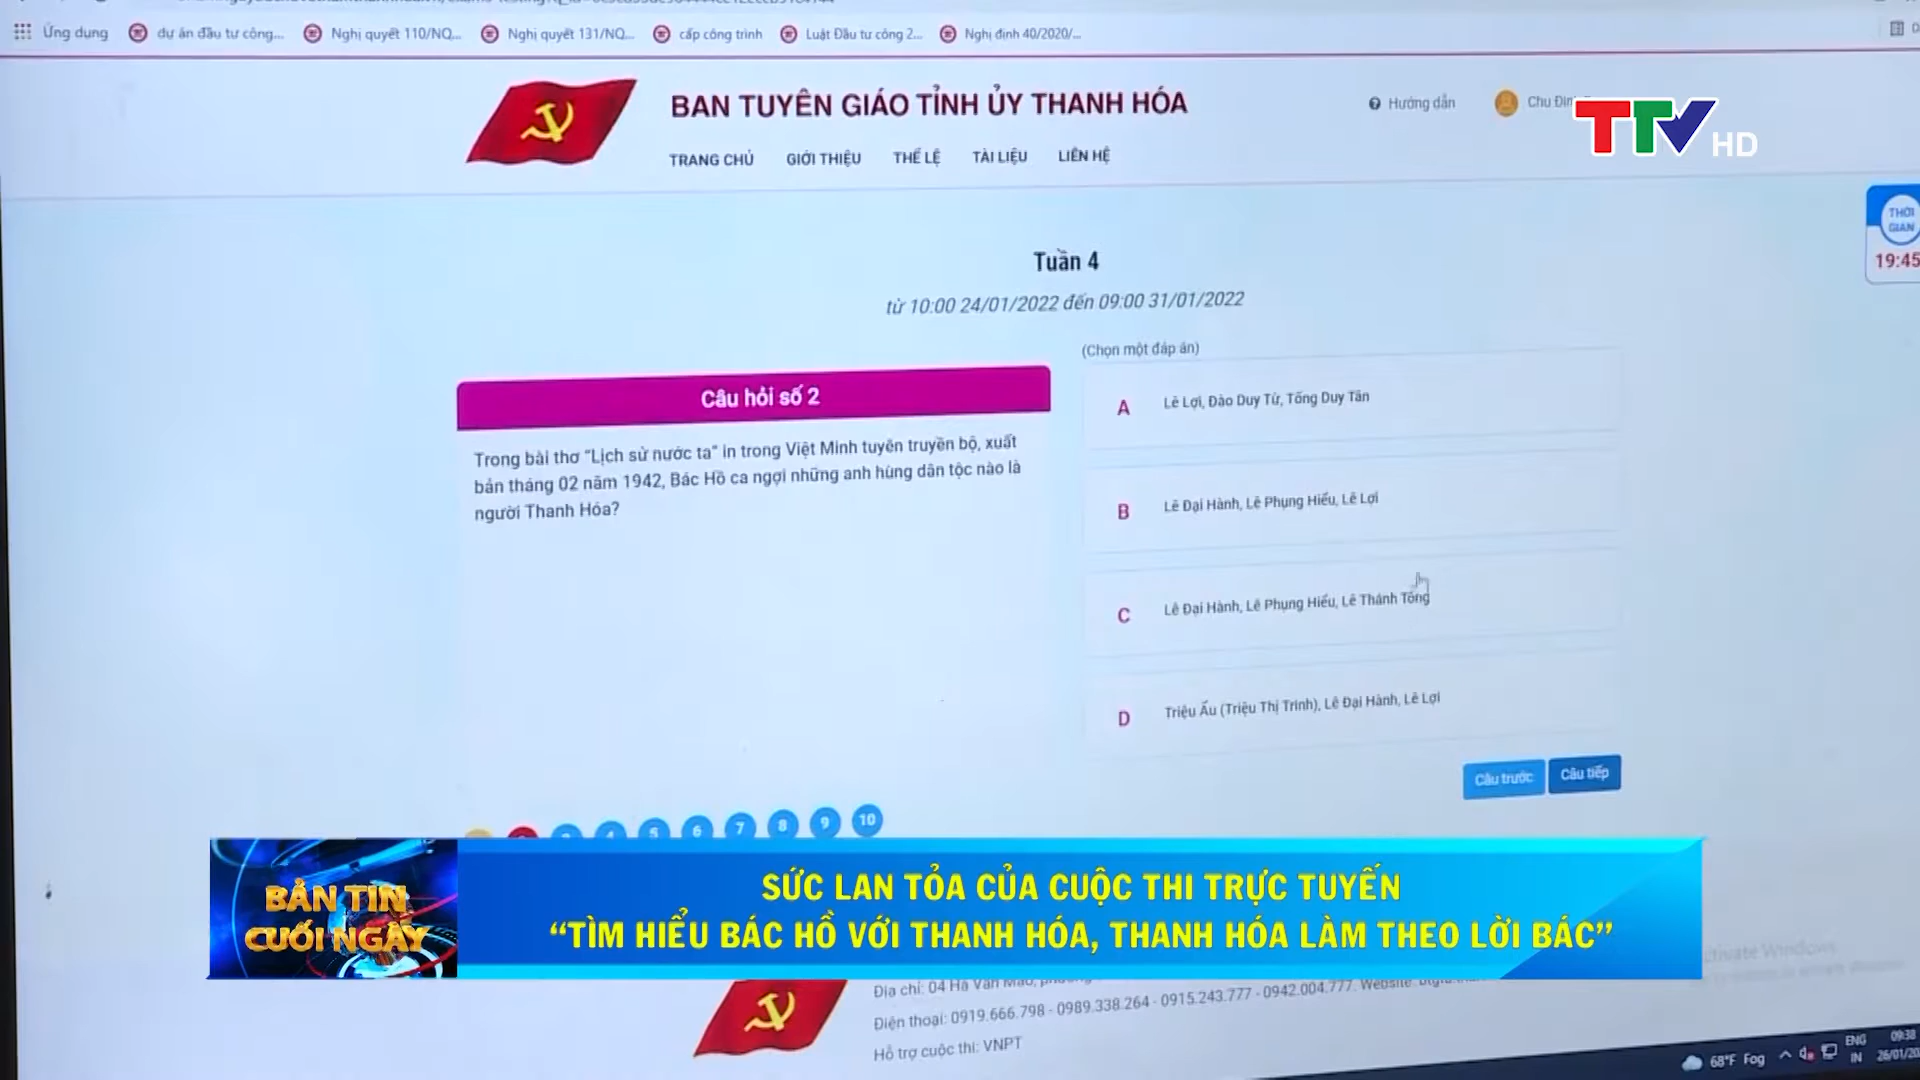 Ứng dụng
dự án đầu tư công...
Nghị quyết 110/NQ...
Nghị quyết 131/NQ...
cấp công trình
Luật Đầu tư công 2...
Nghị định 40/2020/...
BAN TUYÊN GIÁO TỈNH ỦY THANH HÓA
Hướng dẫn
TTV HD
TRANG CHỦ GIỚI THIỆU THỂ LỆ TÀI LIỆU LIÊN HỆ
THỜI
GIAN
19:45
Tuần 4
từ 10:00 24/01/2022 đến 09:00 31/01/2022
(Chọn một đáp án)
Câu hỏi số 2
Trong bài thơ “Lịch sử nước ta” in trong Việt Minh tuyên truyền bộ, xuất
bản tháng 02 năm 1942, Bác Hồ ca ngợi những anh hùng dân tộc nào là
người Thanh Hóa?
A Lê Lợi, Đào Duy Từ, Tống Duy Tân
B Lê Đại Hành, Lê Phụng Hiểu, Lê Lợi
C Lê Đại Hành, Lê Phụng Hiểu, Lê Thánh Tông
D Triệu Ẩu (Triệu Thị Trinh), Lê Đại Hành, Lê Lợi
Câu trước Câu tiếp
5 6 7 8 9 10
BẢN TIN
CUỐI NGÀY
SỨC LAN TỎA CỦA CUỘC THI TRỰC TUYẾN
“TÌM HIỂU BÁC HỒ VỚI THANH HÓA, THANH HÓA LÀM THEO LỜI BÁC”
Địa chỉ: 04 Hà Văn Mao,
Điện thoại: 0919.666.798 - 0989.338.264 - 0915.243.777 - 0942.004.777. Website:
Hỗ trợ cuộc thi: VNPT
68°F Fog
ENG
IN
09:38